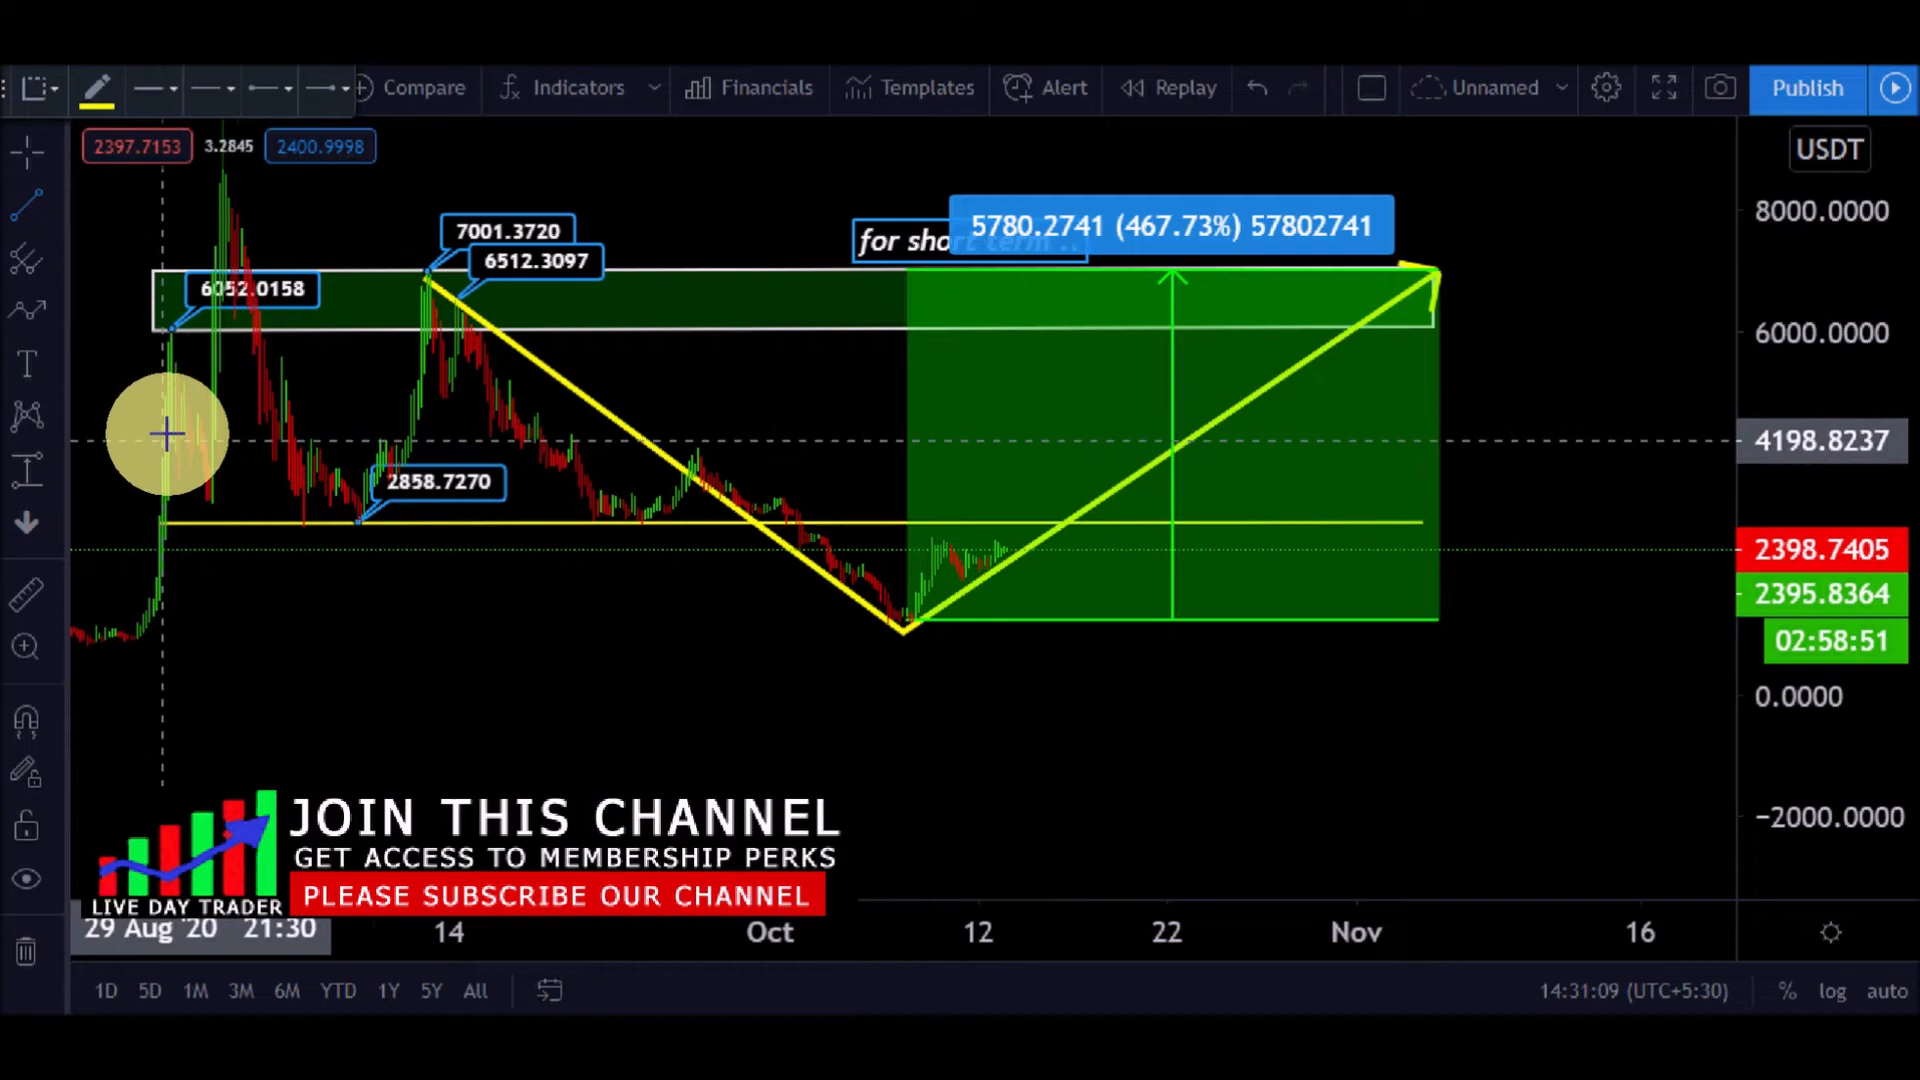 Compare
Indicators
Financials
Templates
Alert
Replay
Unnamed
Publish
2397.7153
3.2845
2400.9998
USDT
7001.3720
6512.3097
6052.0158
2858.7270
for sho
5780.2741 (467.73%) 57802741
8000.0000
6000.0000
4198.8237
2398.7405
2395.8364
02:58:51
0.0000
−2000.0000
JOIN THIS CHANNEL
GET ACCESS TO MEMBERSHIP PERKS
PLEASE SUBSCRIBE OUR CHANNEL
LIVE DAY TRADER
29 Aug '20 21:30
14
Oct
12
22
Nov
16
1D 5D 1M 3M 6M YTD 1Y 5Y All
14:31:09 (UTC+5:30)
% log auto